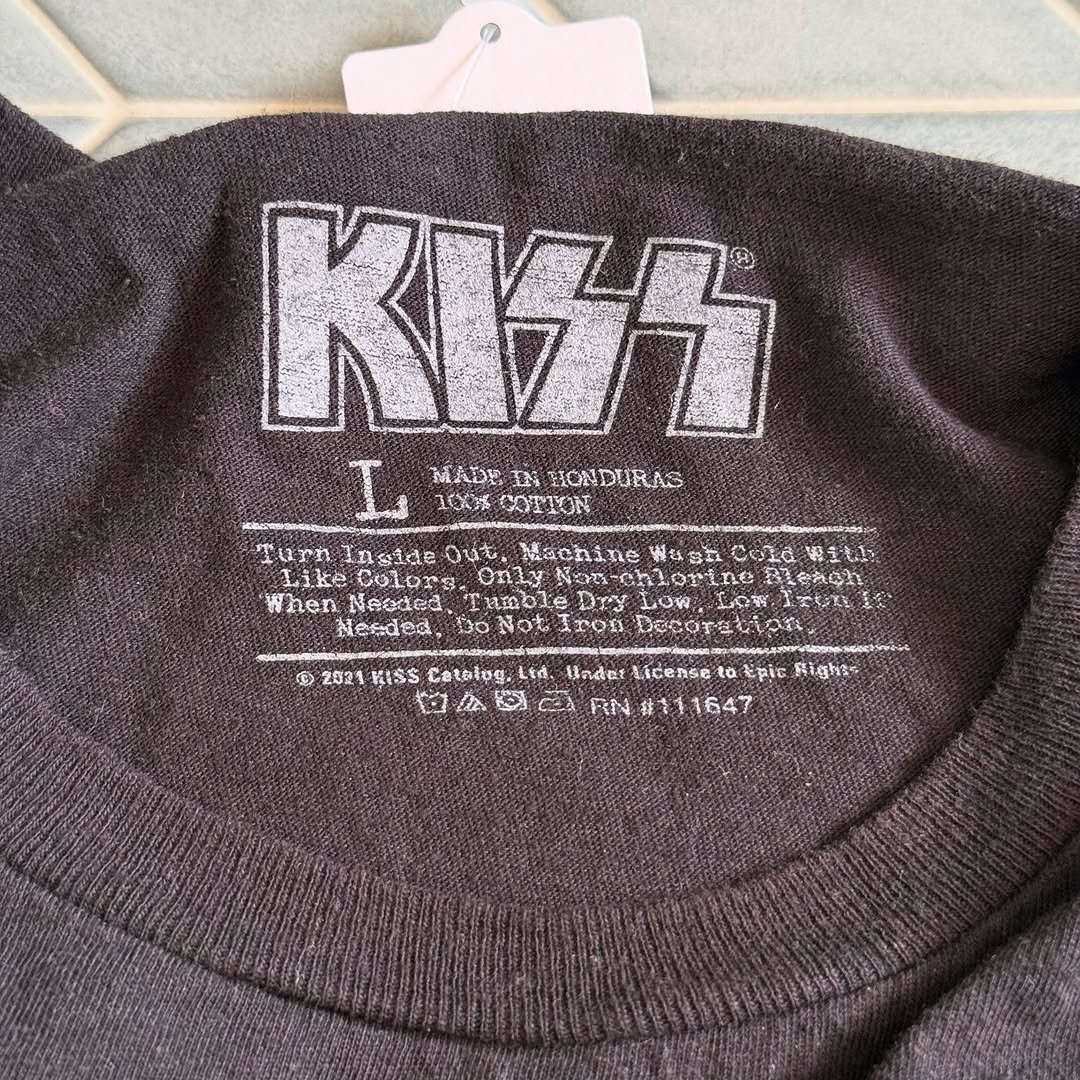 KISS®
L MADE IN HONDURAS
100% COTTON
Turn Inside Out. Machine Wash Cold With
Like Colors. Only Non-chlorine Bleach
When Needed. Tumble Dry Low. Low Iron If
Needed. Do Not Iron Decoration.
© 2021 KISS Catalog, Ltd. Under License to Epic Rights
RN #111647